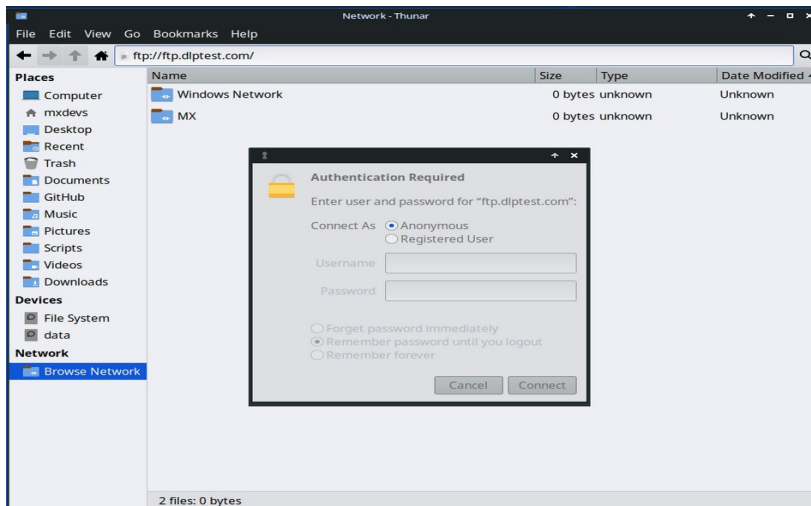 Network - Thunar
File Edit View Go Bookmarks Help
ftp://ftp.dlptest.com/
Places
Computer
mxdevs
Desktop
Recent
Trash
Documents
GitHub
Music
Pictures
Scripts
Videos
Downloads
Devices
File System
data
Network
Browse Network
Name Size Type Date Modified
Windows Network 0 bytes unknown Unknown
MX 0 bytes unknown Unknown
Authentication Required
Enter user and password for “ftp.dlptest.com”:
Connect As Anonymous
Registered User
Username
Password
Forget password immediately
Remember password until you logout
Remember forever
Cancel Connect
2 files: 0 bytes